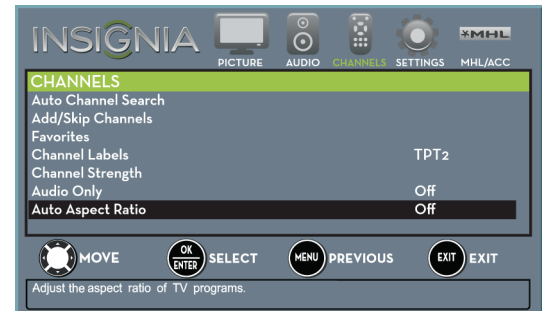 INSIGNIA
PICTURE AUDIO CHANNELS SETTINGS MHL/ACC
MHL
CHANNELS
Auto Channel Search
Add/Skip Channels
Favorites
Channel Labels TPT2
Channel Strength
Audio Only Off
Auto Aspect Ratio Off
MOVE OK ENTER SELECT MENU PREVIOUS EXIT EXIT
Adjust the aspect ratio of TV programs.